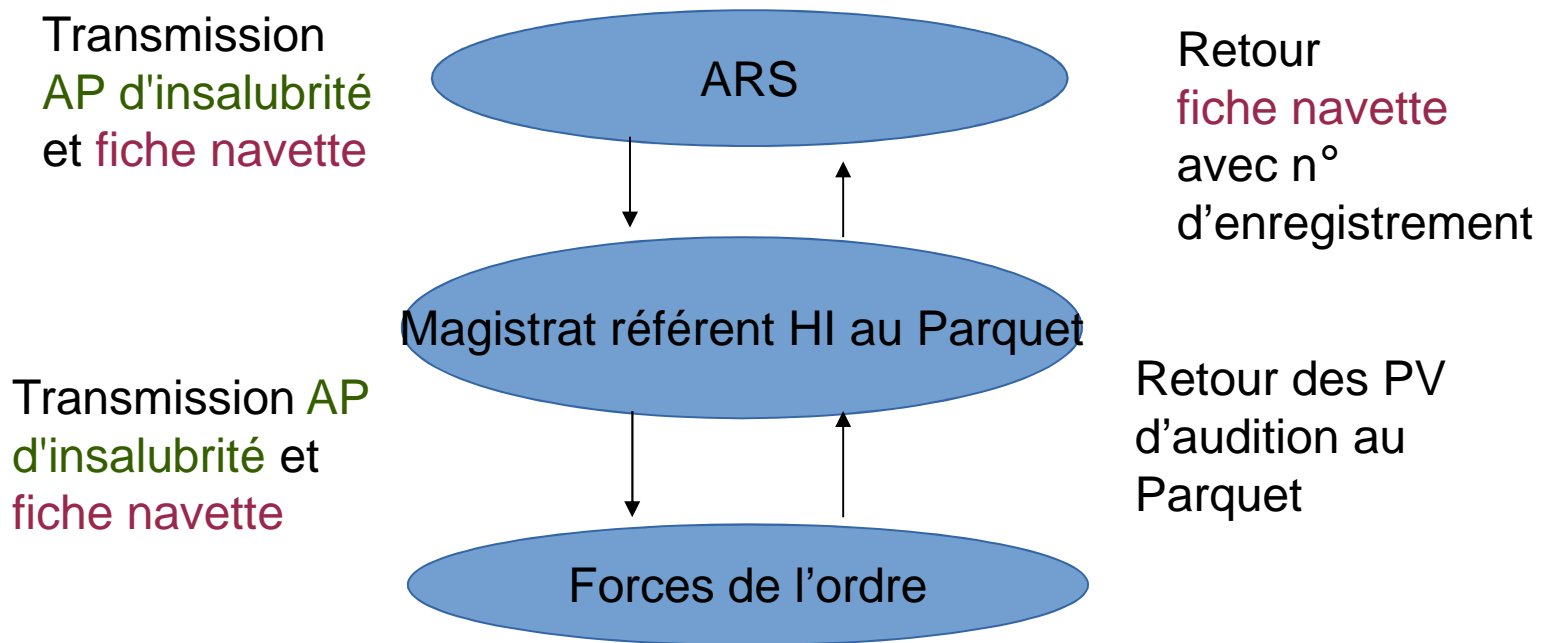 Transmission
AP d'insalubrité
et fiche navette
ARS
Retour
fiche navette
avec n°
d’enregistrement
Magistrat référent HI au Parquet
Transmission AP
d'insalubrité et
fiche navette
Retour des PV
d’audition au
Parquet
Forces de l’ordre